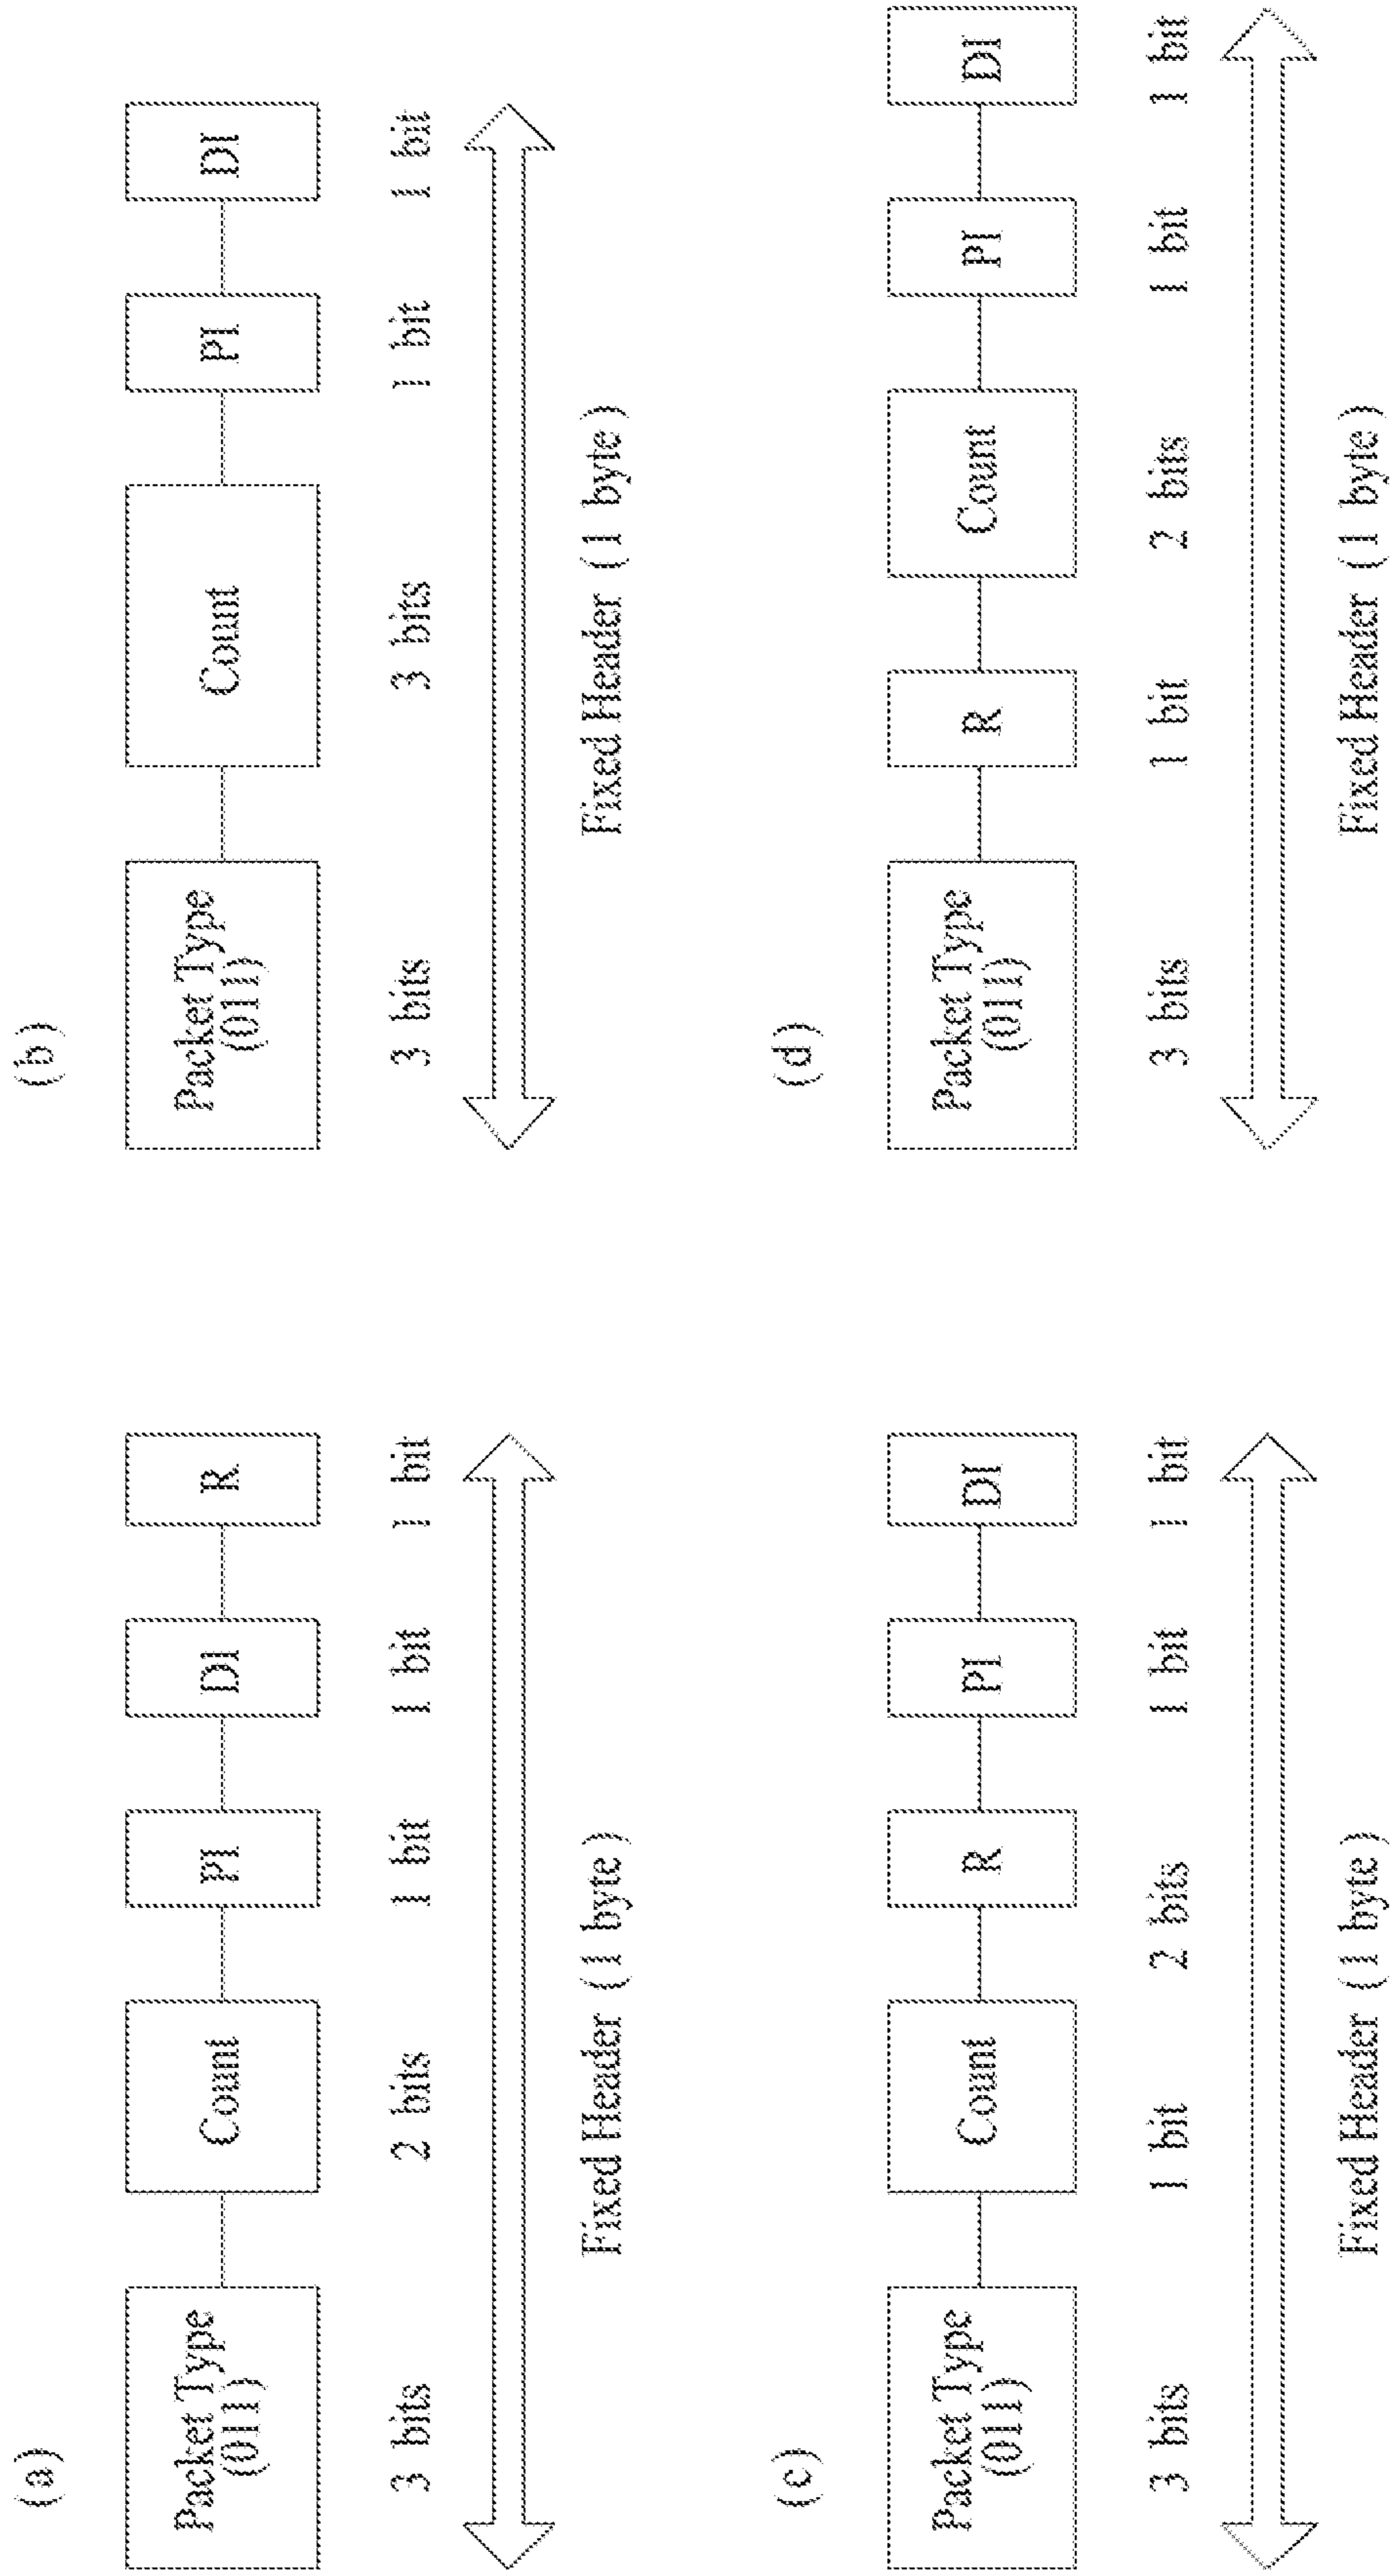 (a)
Packet Type
(011)
Count
PI
DI
R
3 bits
2 bits
1 bit
1 bit
1 bit
Fixed Header (1 byte)
(b)
Packet Type
(011)
Count
PI
DI
3 bits
3 bits
1 bit
1 bit
Fixed Header (1 byte)
(c)
Packet Type
(011)
Count
R
PI
DI
3 bits
1 bit
2 bits
1 bit
1 bit
Fixed Header (1 byte)
(d)
Packet Type
(011)
R
Count
PI
DI
3 bits
1 bit
2 bits
1 bit
1 bit
Fixed Header (1 byte)